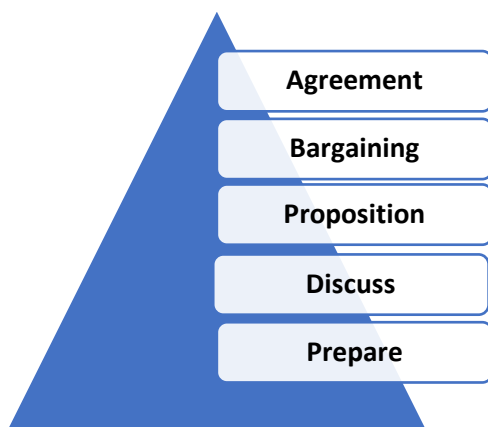 Agreement
Bargaining
Proposition
Discuss
Prepare